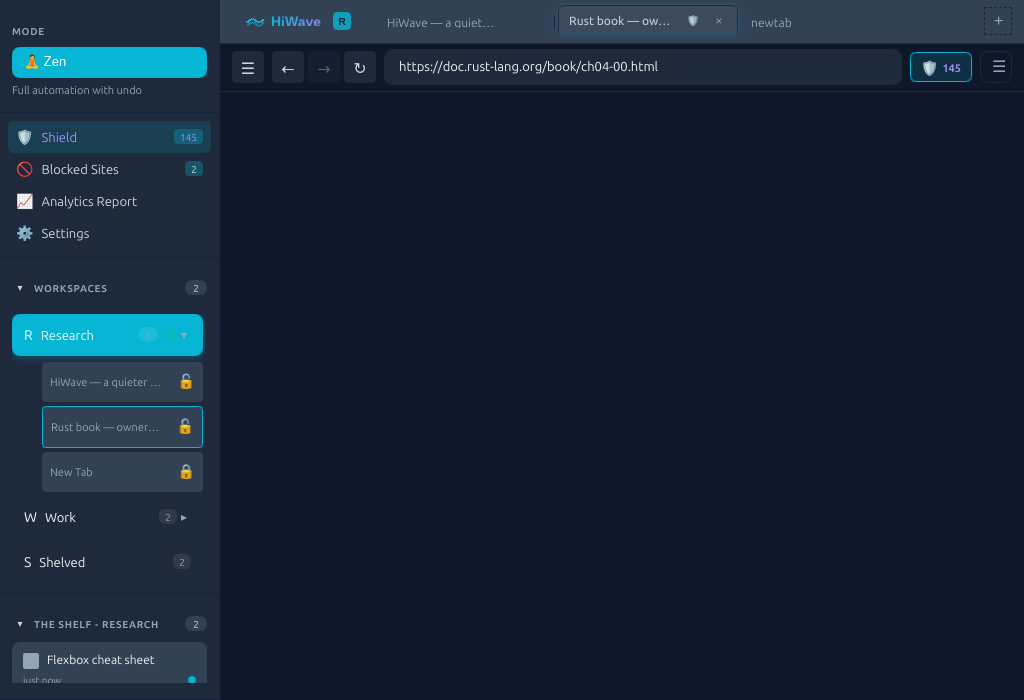 MODE
Zen
Full automation with undo
Shield 145
Blocked Sites 2
Analytics Report
Settings
WORKSPACES 2
R Research
HiWave — a quieter …
Rust book — owner…
New Tab
W Work 2
S Shelved 2
THE SHELF - RESEARCH 2
Flexbox cheat sheet
just now
HiWave R
HiWave — a quiet…
Rust book — ow… ×
newtab
+
https://doc.rust-lang.org/book/ch04-00.html
145